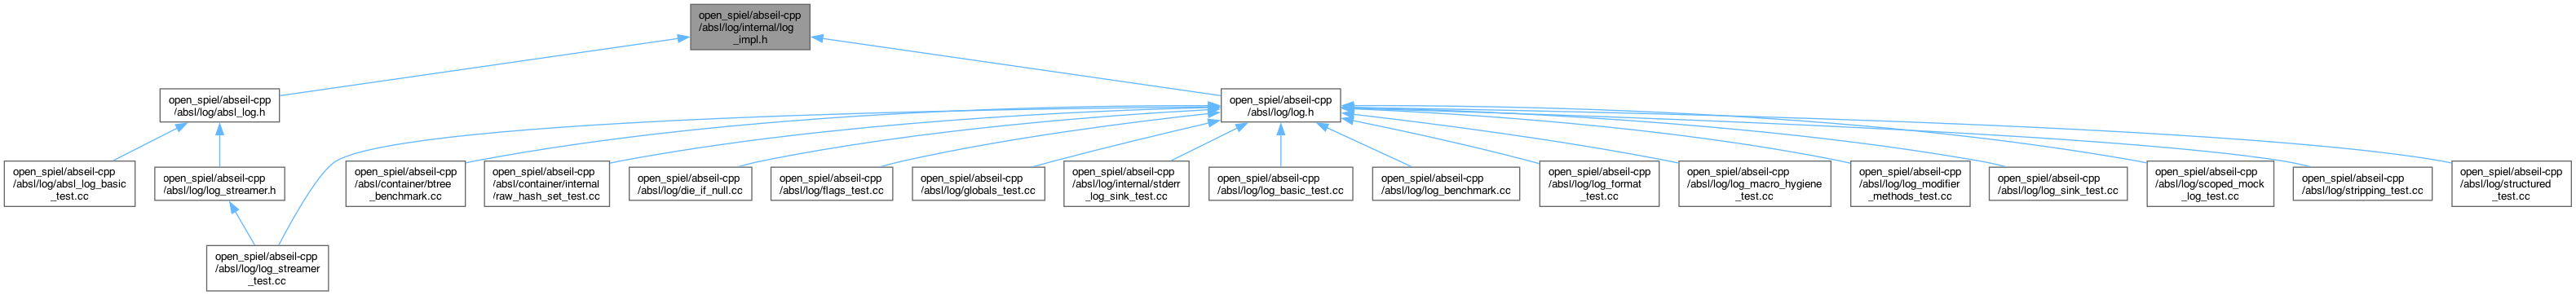 open_spiel/abseil-cpp
/absl/log/internal/log
_impl.h
open_spiel/abseil-cpp
/absl/log/absl_log.h
open_spiel/abseil-cpp
/absl/log/log.h
open_spiel/abseil-cpp
/absl/log/absl_log_basic
_test.cc
open_spiel/abseil-cpp
/absl/log/log_streamer.h
open_spiel/abseil-cpp
/absl/container/btree
_benchmark.cc
open_spiel/abseil-cpp
/absl/container/internal
/raw_hash_set_test.cc
open_spiel/abseil-cpp
/absl/log/die_if_null.cc
open_spiel/abseil-cpp
/absl/log/flags_test.cc
open_spiel/abseil-cpp
/absl/log/globals_test.cc
open_spiel/abseil-cpp
/absl/log/internal/stderr
_log_sink_test.cc
open_spiel/abseil-cpp
/absl/log/log_basic_test.cc
open_spiel/abseil-cpp
/absl/log/log_benchmark.cc
open_spiel/abseil-cpp
/absl/log/log_format
_test.cc
open_spiel/abseil-cpp
/absl/log/log_macro_hygiene
_test.cc
open_spiel/abseil-cpp
/absl/log/log_modifier
_methods_test.cc
open_spiel/abseil-cpp
/absl/log/log_sink_test.cc
open_spiel/abseil-cpp
/absl/log/scoped_mock
_log_test.cc
open_spiel/abseil-cpp
/absl/log/stripping_test.cc
open_spiel/abseil-cpp
/absl/log/structured
_test.cc
open_spiel/abseil-cpp
/absl/log/log_streamer
_test.cc